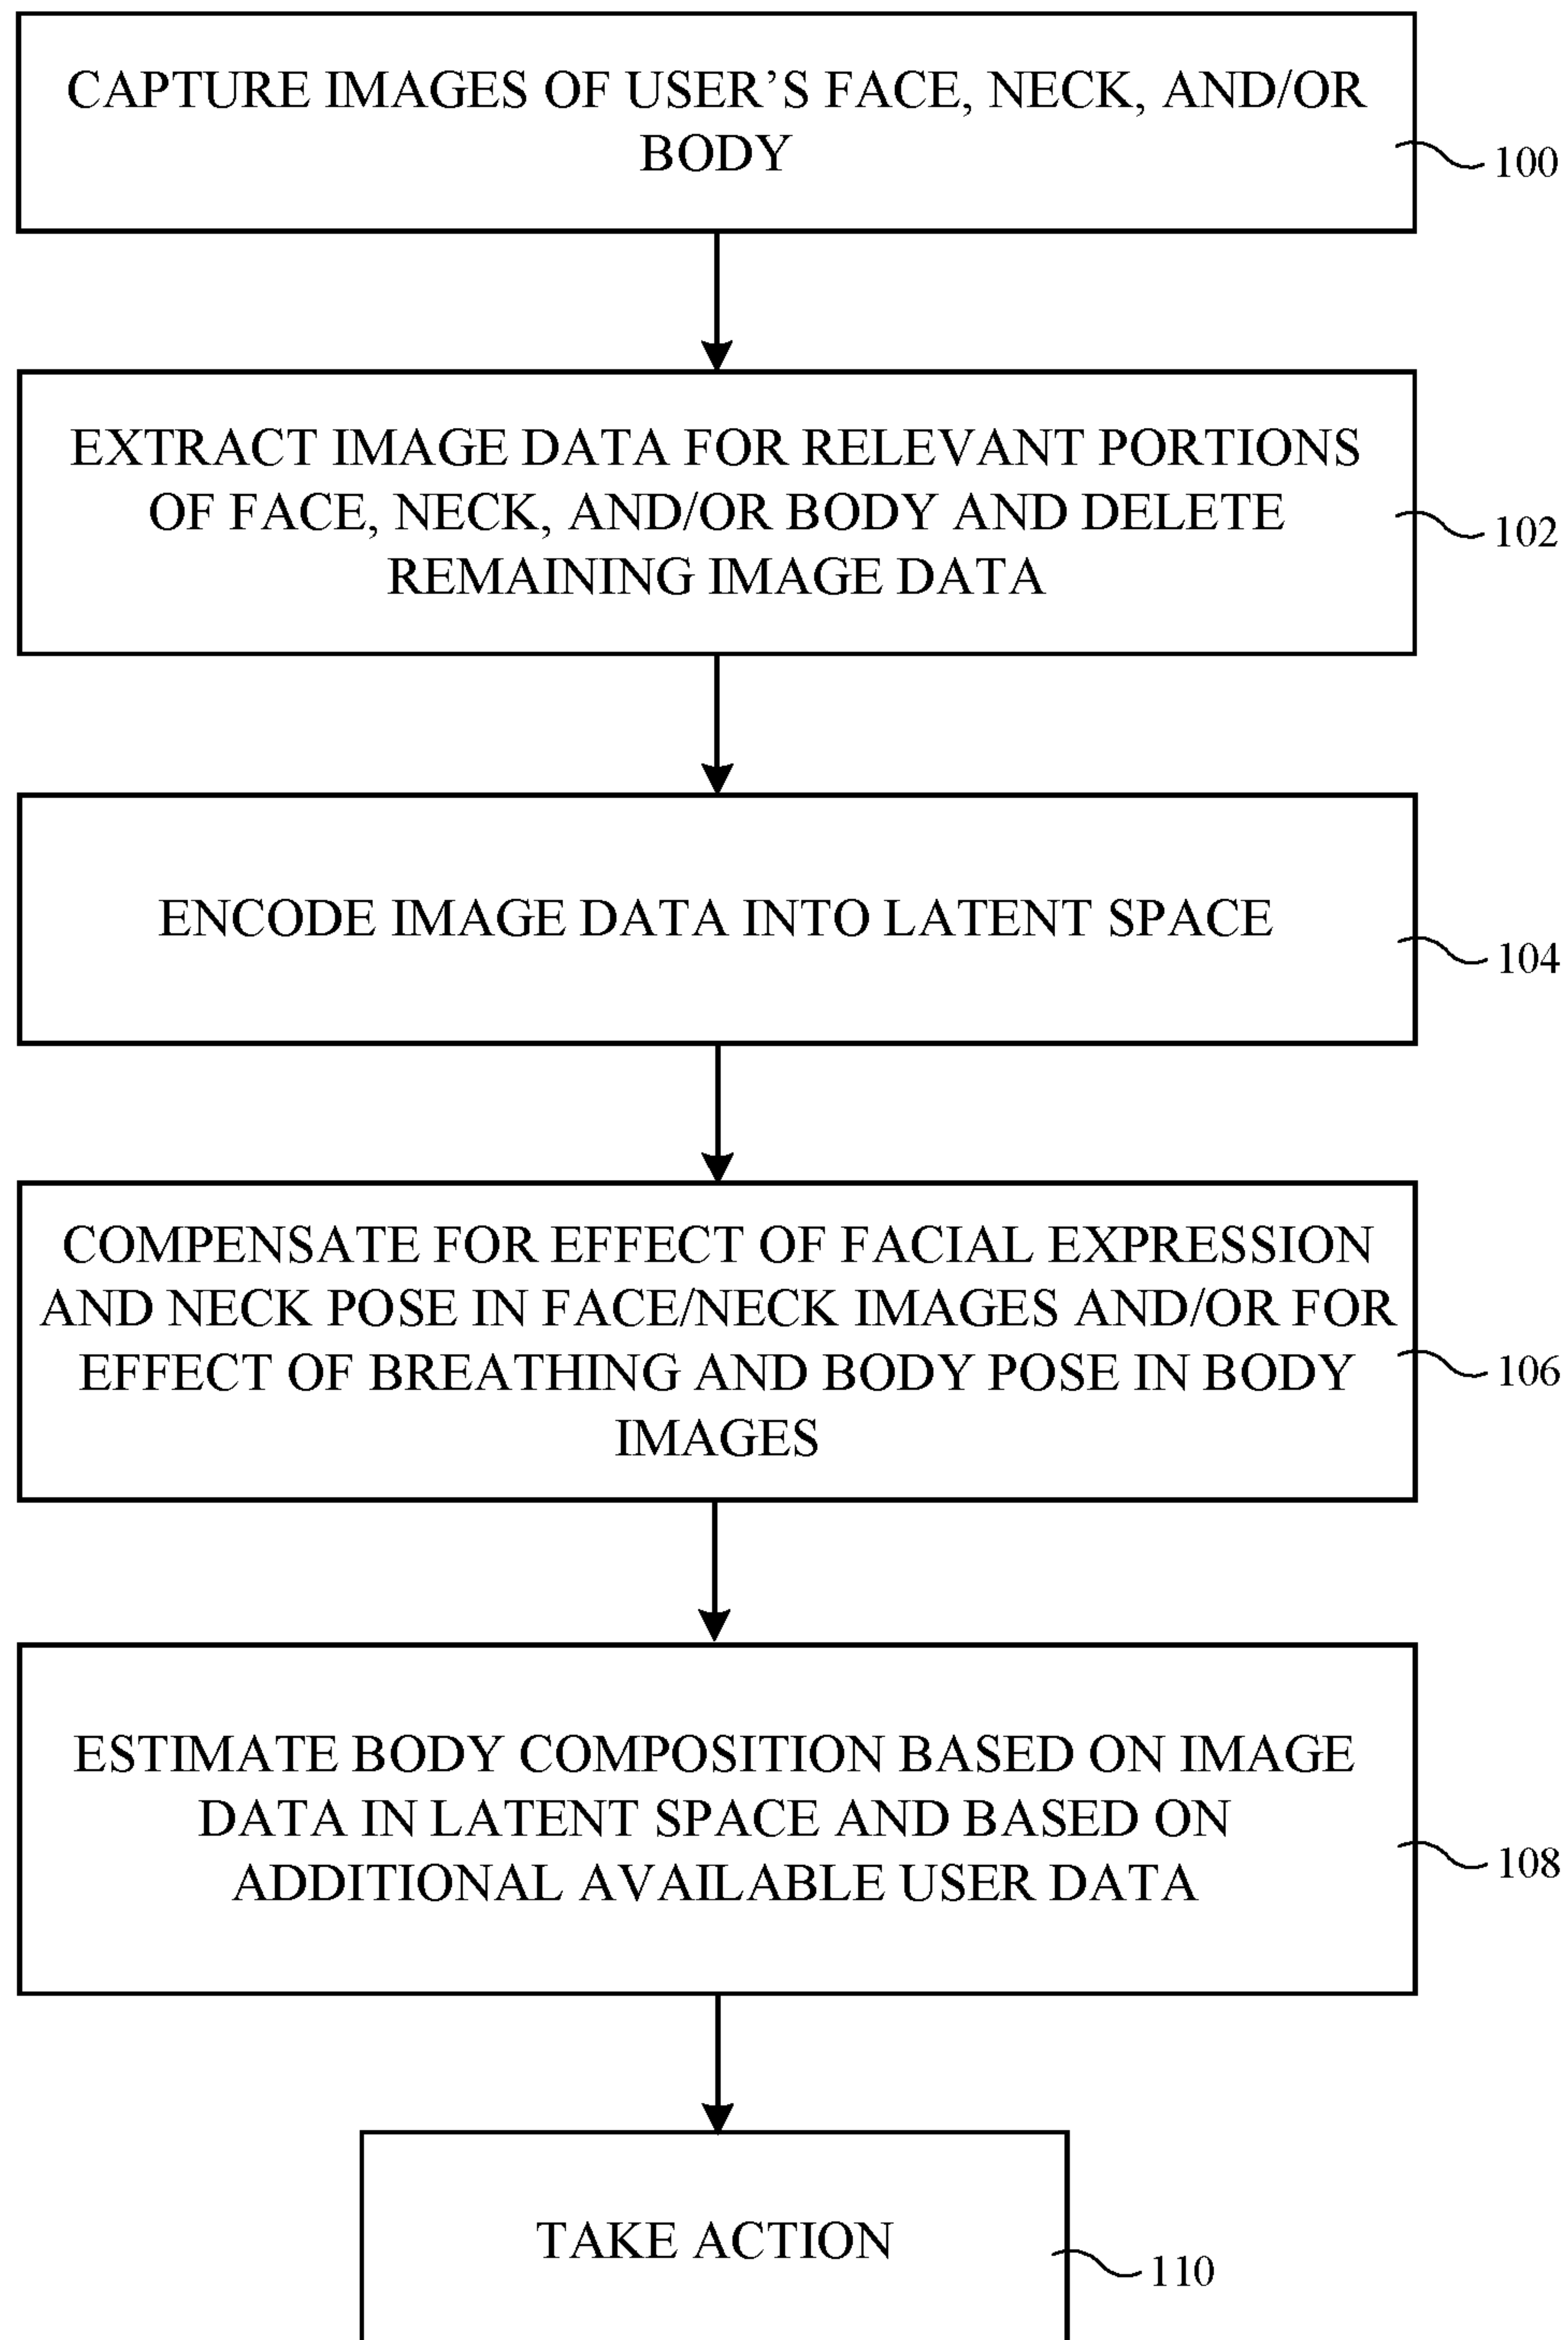 CAPTURE IMAGES OF USER’S FACE, NECK, AND/OR
BODY
100
EXTRACT IMAGE DATA FOR RELEVANT PORTIONS
OF FACE, NECK, AND/OR BODY AND DELETE
REMAINING IMAGE DATA
102
ENCODE IMAGE DATA INTO LATENT SPACE
104
COMPENSATE FOR EFFECT OF FACIAL EXPRESSION
AND NECK POSE IN FACE/NECK IMAGES AND/OR FOR
EFFECT OF BREATHING AND BODY POSE IN BODY
IMAGES
106
ESTIMATE BODY COMPOSITION BASED ON IMAGE
DATA IN LATENT SPACE AND BASED ON
ADDITIONAL AVAILABLE USER DATA
108
TAKE ACTION
110